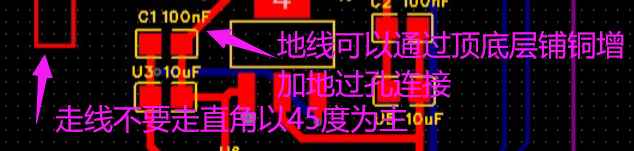 C1 100nF
4
C2 100nF
地线可以通过顶底层铺铜增
加地过孔连接
U3 10uF
走线不要走直角以45度为主
10uF